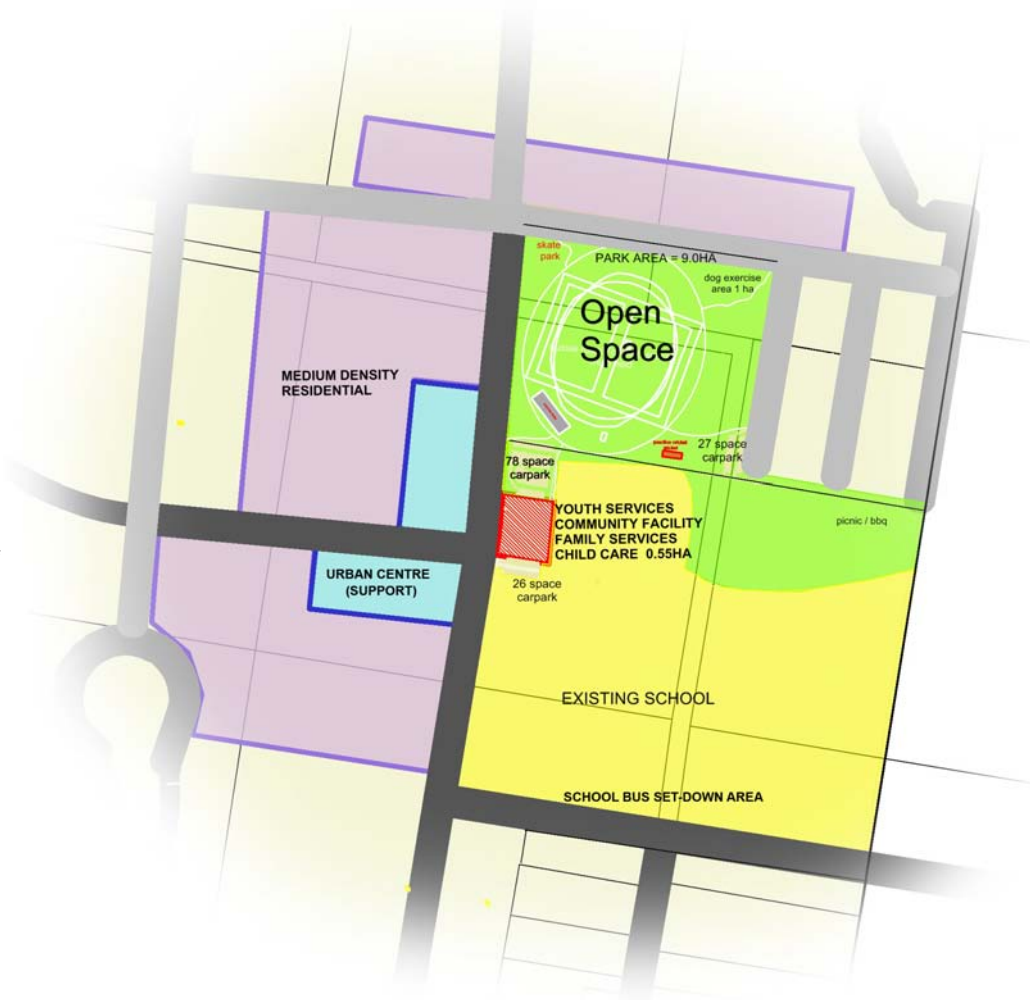 skate
park
PARK AREA = 9.0HA
dog exercise
area 1 ha
Open
Space
MEDIUM DENSITY
RESIDENTIAL
27 space
carpark
78 space
carpark
YOUTH SERVICES
COMMUNITY FACILITY
FAMILY SERVICES
CHILD CARE 0.55HA
picnic / bbq
URBAN CENTRE
(SUPPORT)
26 space
carpark
EXISTING SCHOOL
SCHOOL BUS SET-DOWN AREA